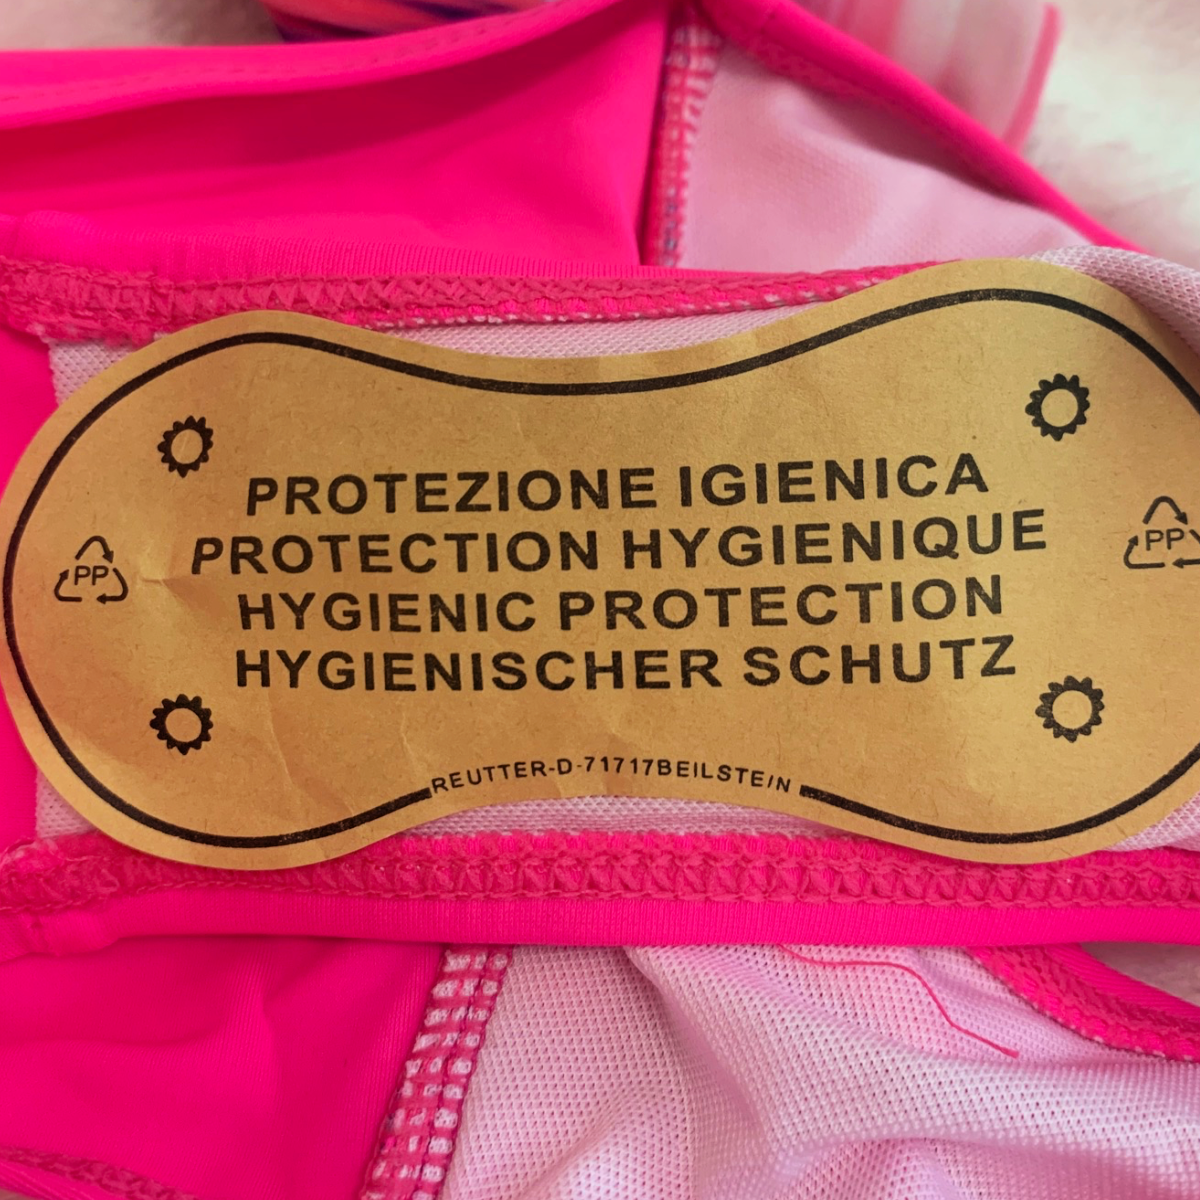 PROTEZIONE IGIENICA
PROTECTION HYGIENIQUE
HYGIENIC PROTECTION
HYGIENISCHER SCHUTZ
PP
PP
REUTTER-D-71717BEILSTEIN